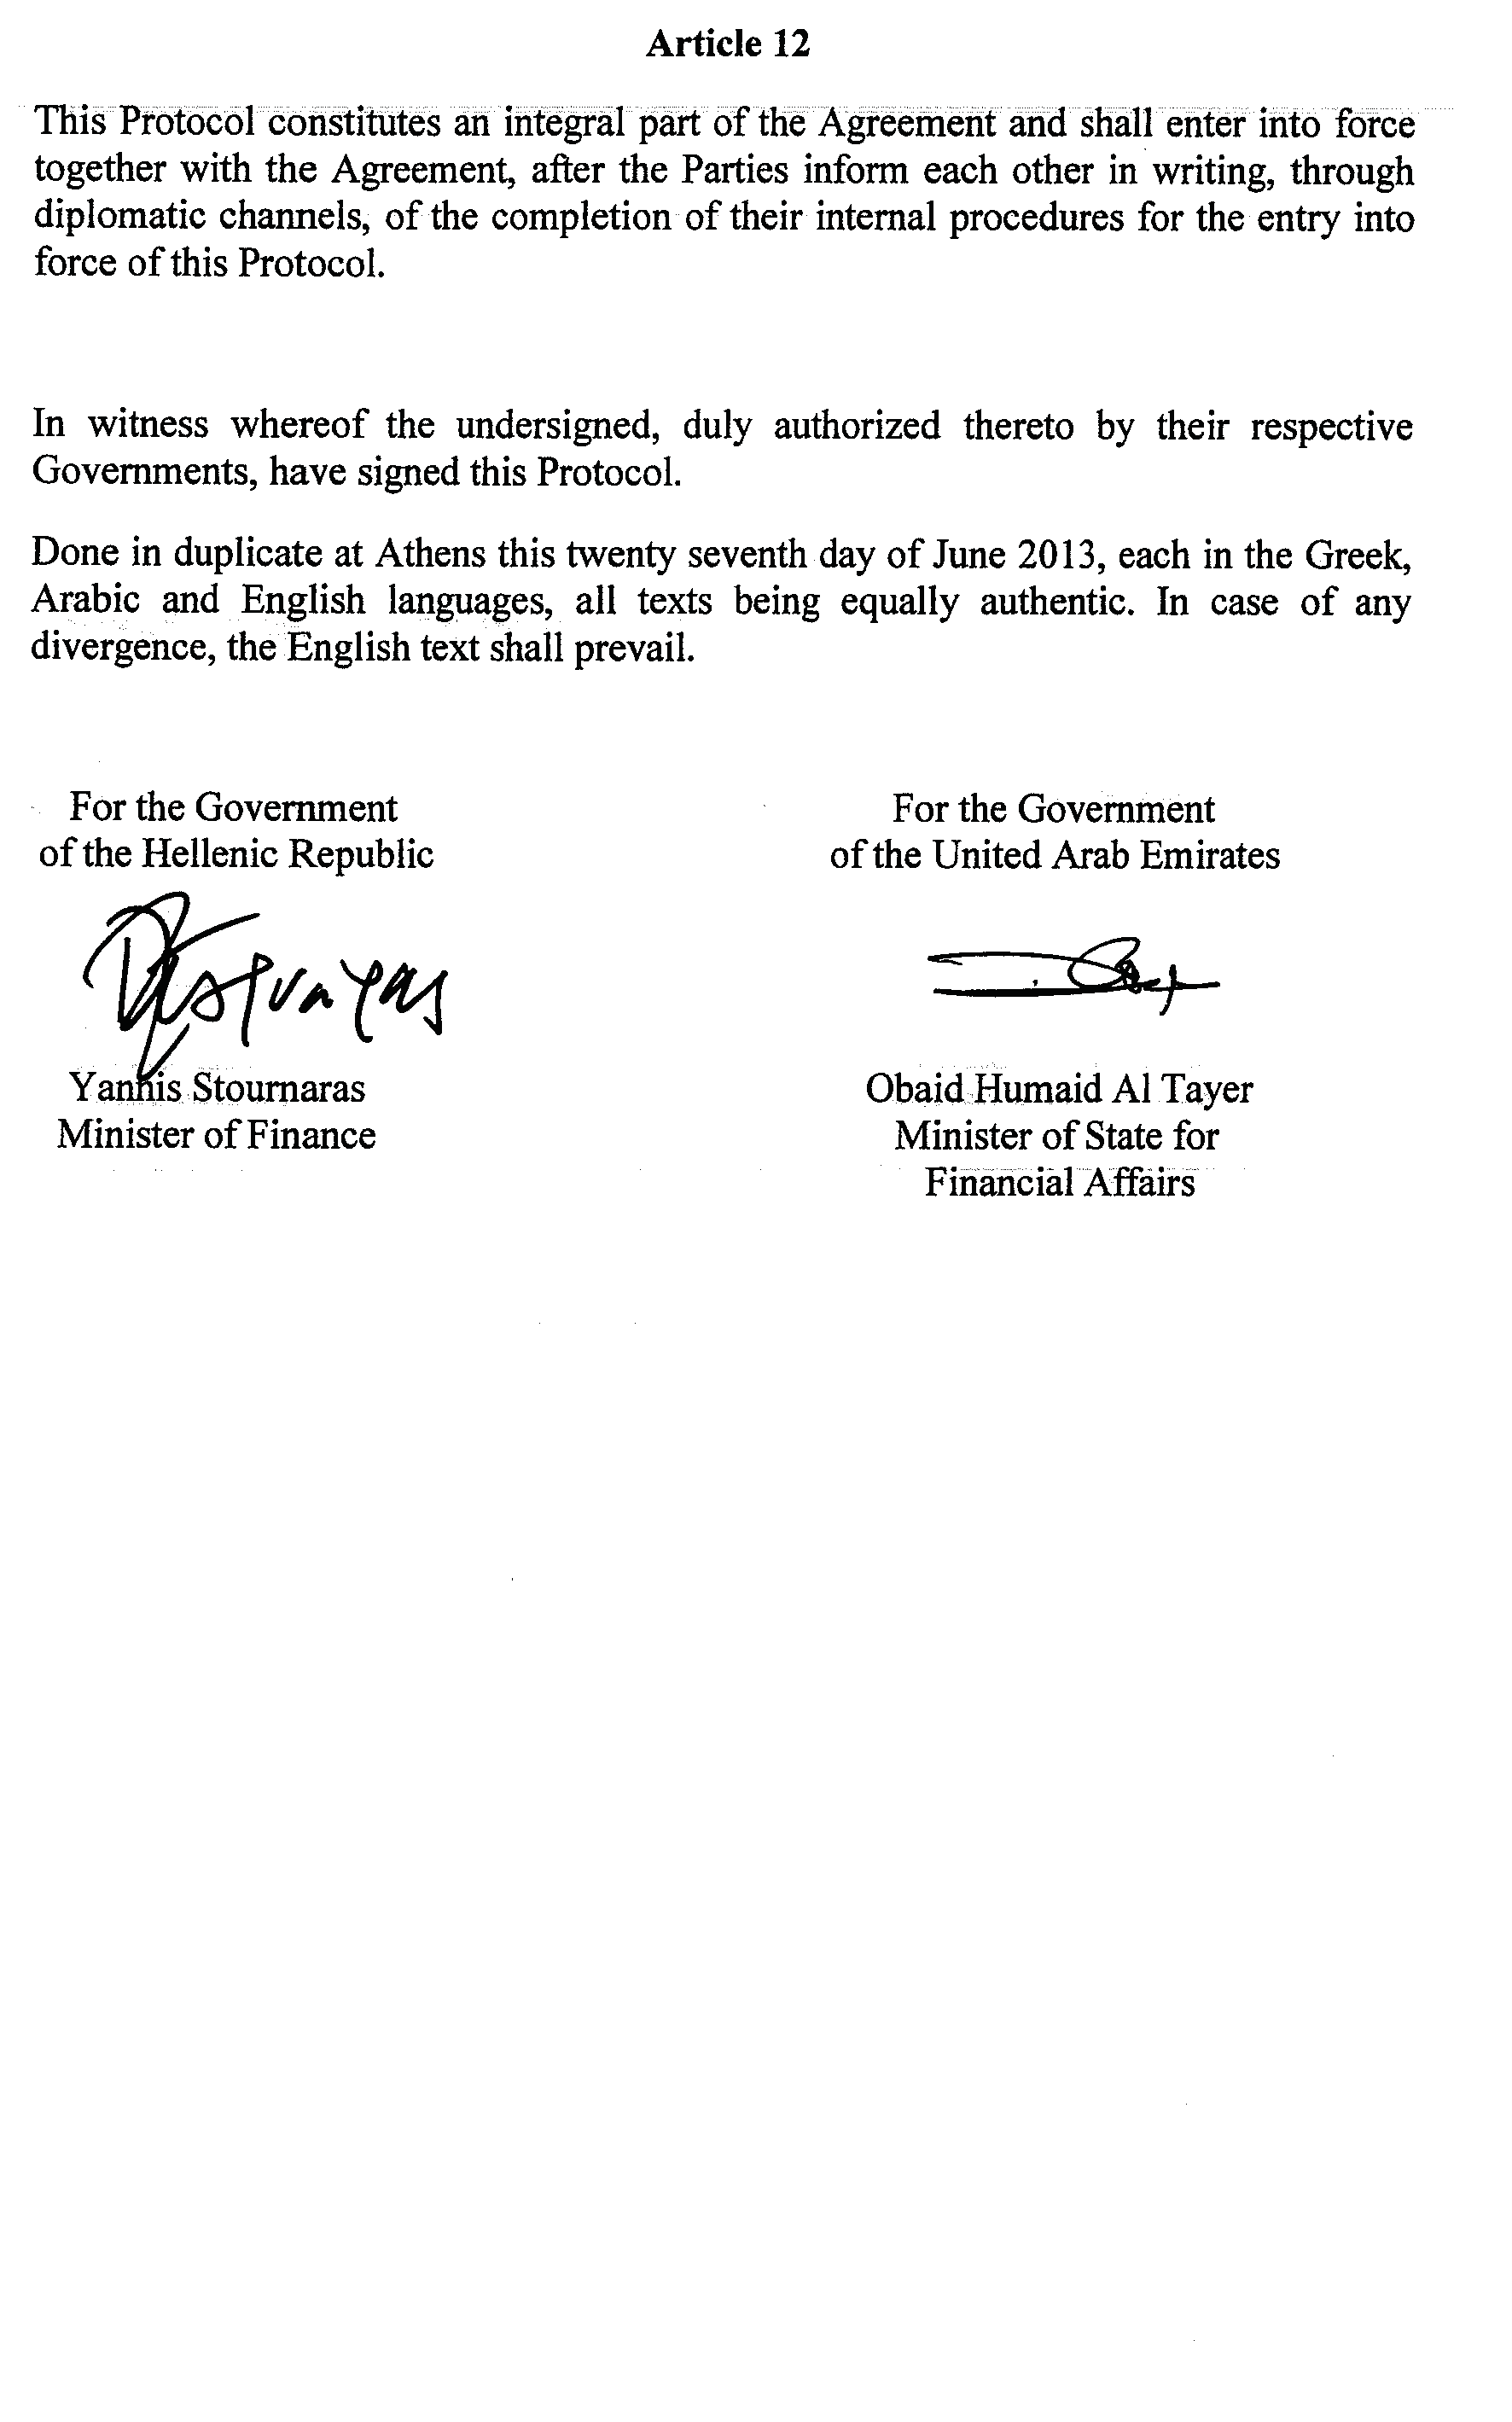 Article 12
This Protocol constitutes an integral part of the Agreement and shall enter into force
together with the Agreement, after the Parties inform each other in writing, through
diplomatic channels, of the completion of their internal procedures for the entry into
force of this Protocol.
In witness whereof the undersigned, duly authorized thereto by their respective
Governments, have signed this Protocol.
Done in duplicate at Athens this twenty seventh day of June 2013, each in the Greek,
Arabic and English languages, all texts being equally authentic. In case of any
divergence, the English text shall prevail.
For the Government
of the Hellenic Republic
Yannis Stournaras
Minister of Finance
For the Government
of the United Arab Emirates
Obaid Humaid Al Tayer
Minister of State for
Financial Affairs